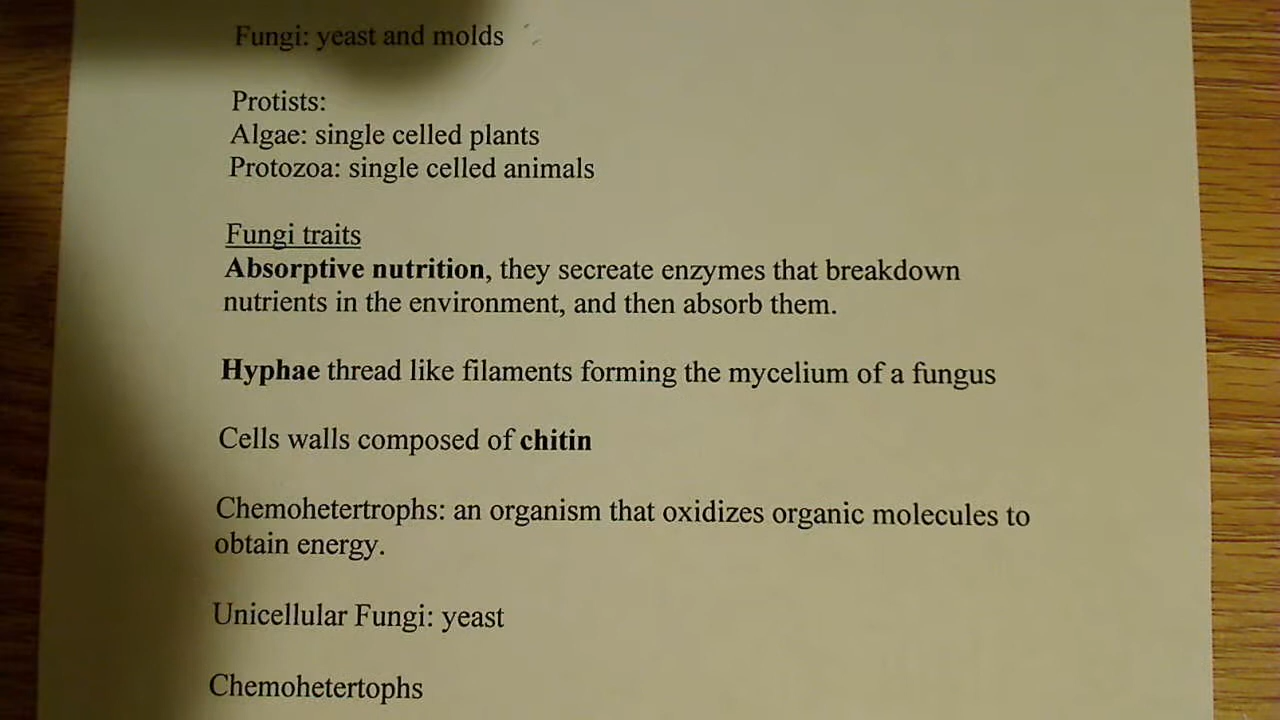 Fungi: yeast and molds
Protists:
Algae: single celled plants
Protozoa: single celled animals
Fungi traits
Absorptive nutrition, they secreate enzymes that breakdown
nutrients in the environment, and then absorb them.
Hyphae thread like filaments forming the mycelium of a fungus
Cells walls composed of chitin
Chemohetertrophs: an organism that oxidizes organic molecules to
obtain energy.
Unicellular Fungi: yeast
Chemohetertophs